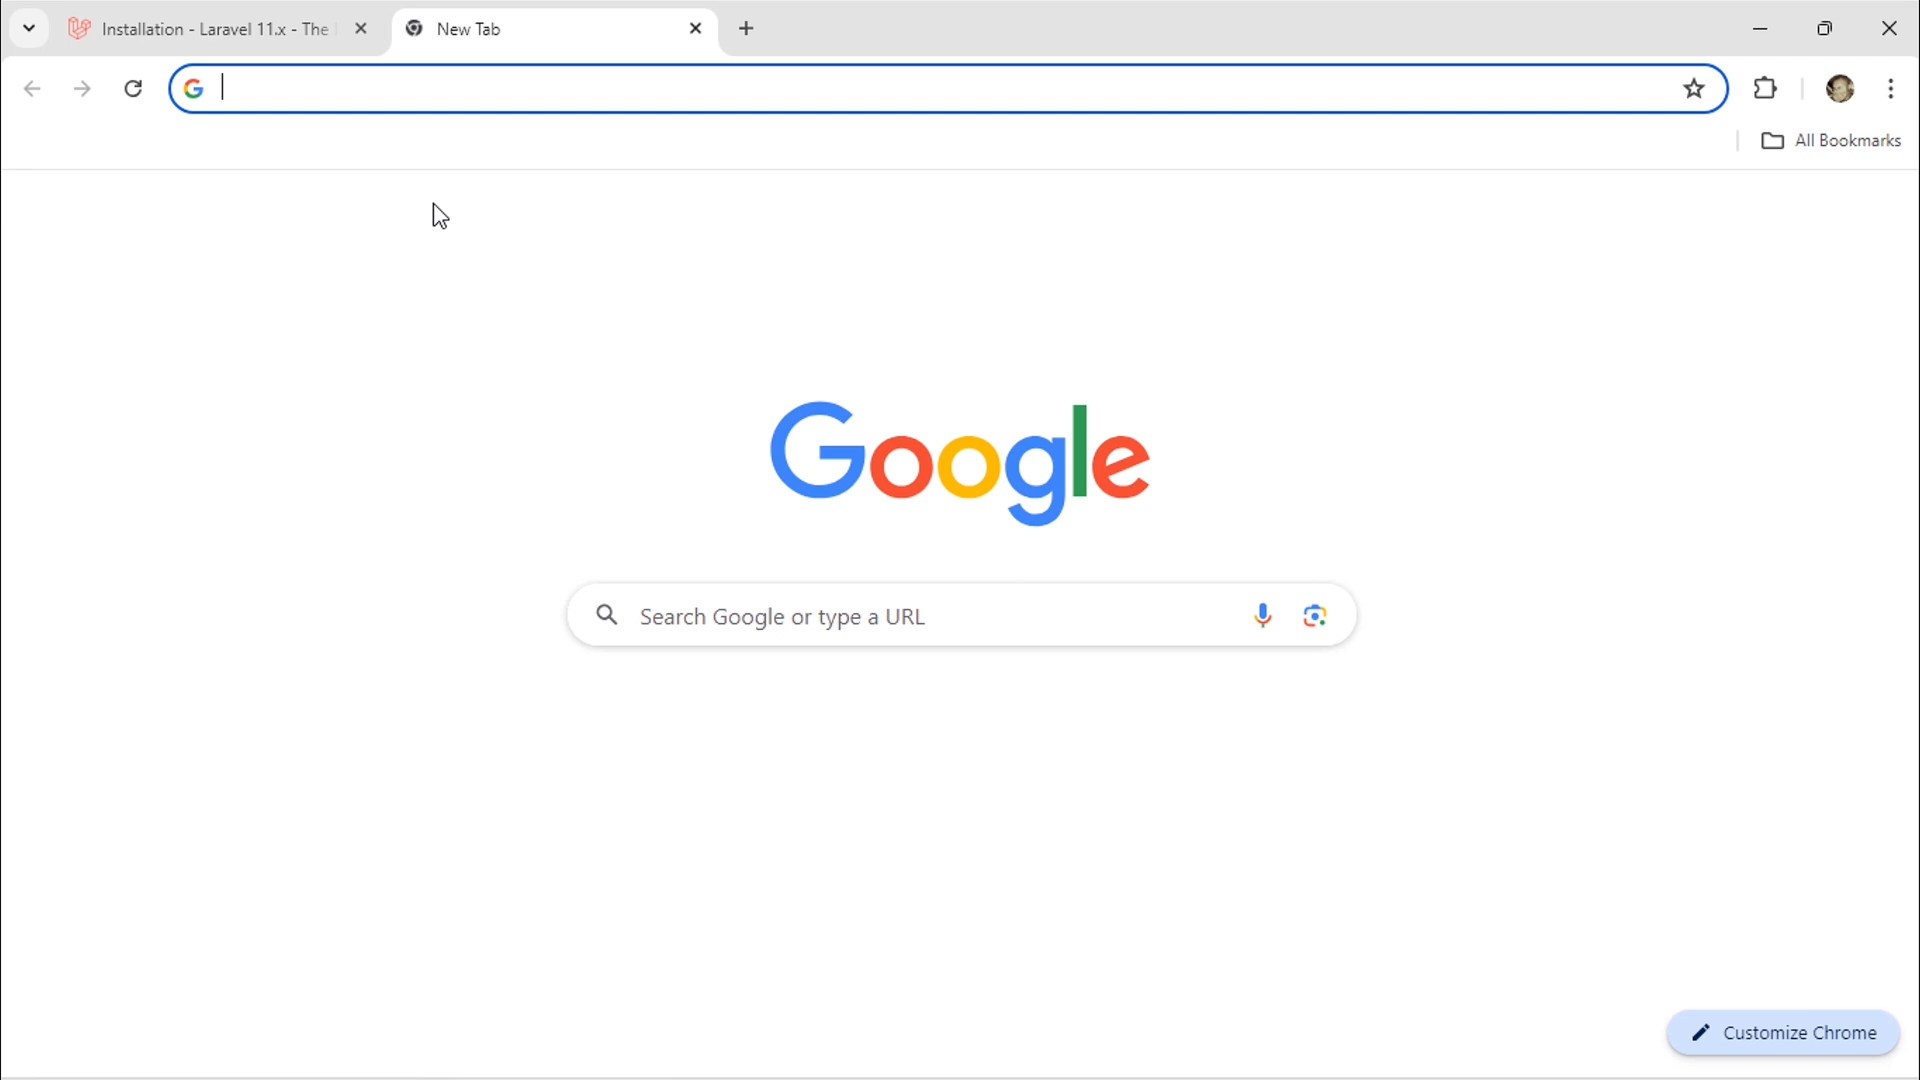 Installation - Laravel 11.x - The
New Tab
All Bookmarks
Google
Search Google or type a URL
Customize Chrome